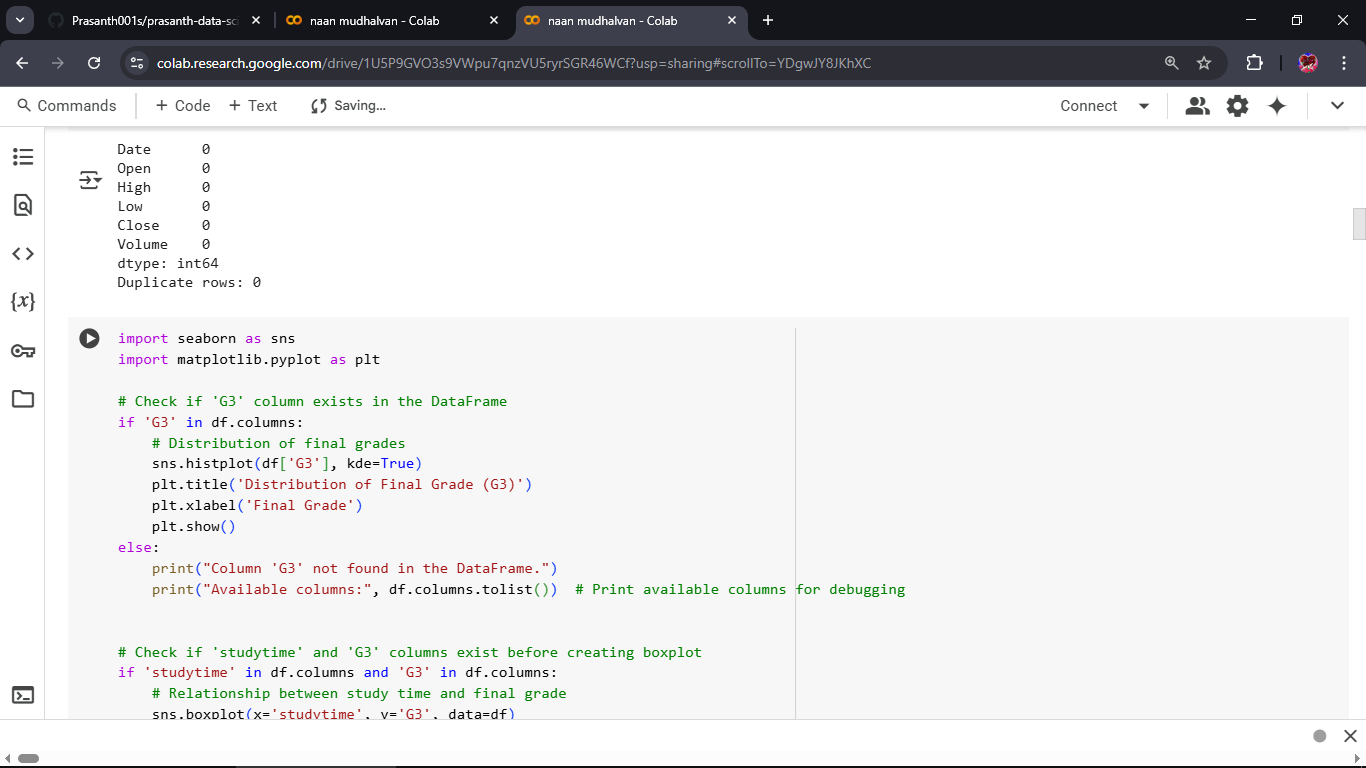 Prasanth001s/prasanth-data-sci
naan mudhalvan - Colab
naan mudhalvan - Colab
colab.research.google.com/drive/1U5P9GVO3s9VWpu7qnzVU5ryrSGR46WCf?usp=sharing#scrollTo=YDgwJY8JKhXC
Commands
+ Code
+ Text
Saving...
Connect
Date 0
Open 0
High 0
Low 0
Close 0
Volume 0
dtype: int64
Duplicate rows: 0
import seaborn as sns
import matplotlib.pyplot as plt
# Check if 'G3' column exists in the DataFrame
if 'G3' in df.columns:
    # Distribution of final grades
    sns.histplot(df['G3'], kde=True)
    plt.title('Distribution of Final Grade (G3)')
    plt.xlabel('Final Grade')
    plt.show()
else:
    print("Column 'G3' not found in the DataFrame.")
    print("Available columns:", df.columns.tolist())  # Print available columns for debugging
# Check if 'studytime' and 'G3' columns exist before creating boxplot
if 'studytime' in df.columns and 'G3' in df.columns:
    # Relationship between study time and final grade
    sns.boxplot(x='studytime', y='G3', data=df)